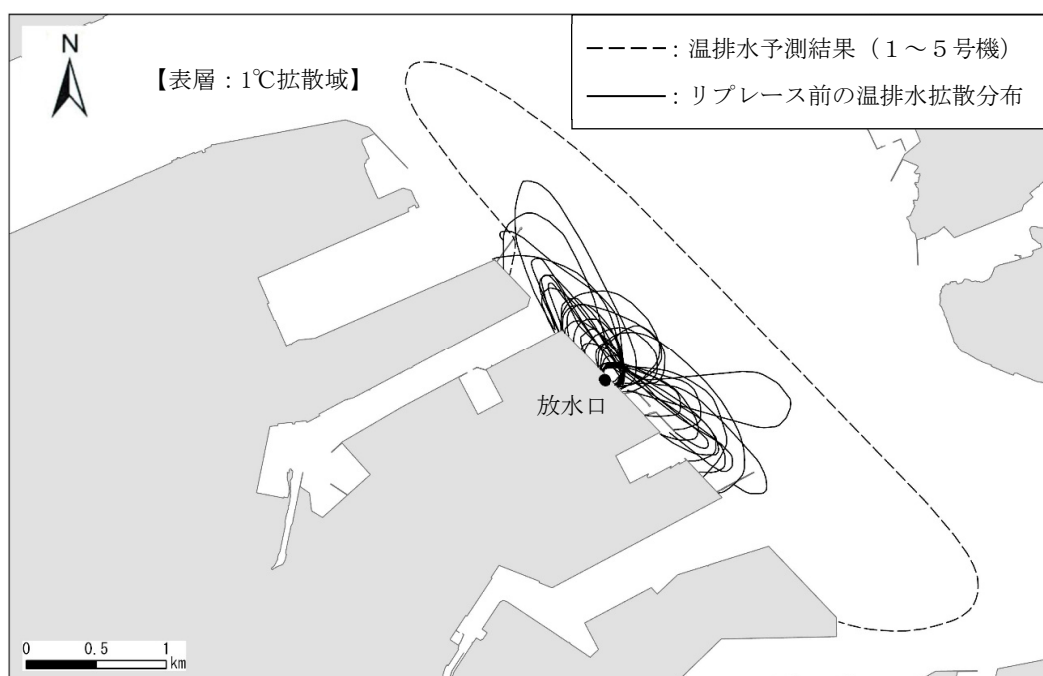 N
【表層：1℃拡散域】
-----：温排水予測結果（１～５号機）
―――：リプレース前の温排水拡散分布
放水口
0 0.5 1
km